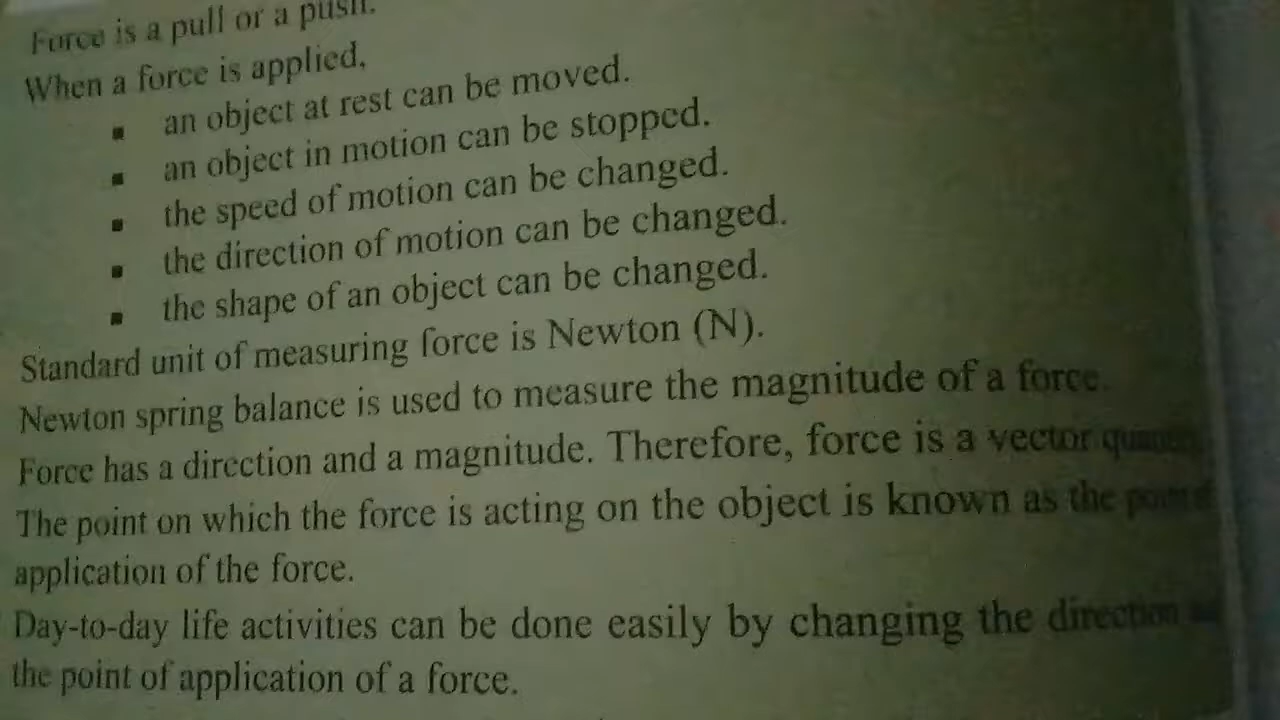 Force is a pull or a push.
When a force is applied,
▪ an object at rest can be moved.
▪ an object in motion can be stopped.
▪ the speed of motion can be changed.
▪ the direction of motion can be changed.
▪ the shape of an object can be changed.
Standard unit of measuring force is Newton (N).
Newton spring balance is used to measure the magnitude of a force.
Force has a direction and a magnitude. Therefore, force is a vector
The point on which the force is acting on the object is known as the point of
application of the force.
Day-to-day life activities can be done easily by changing the direction
the point of application of a force.